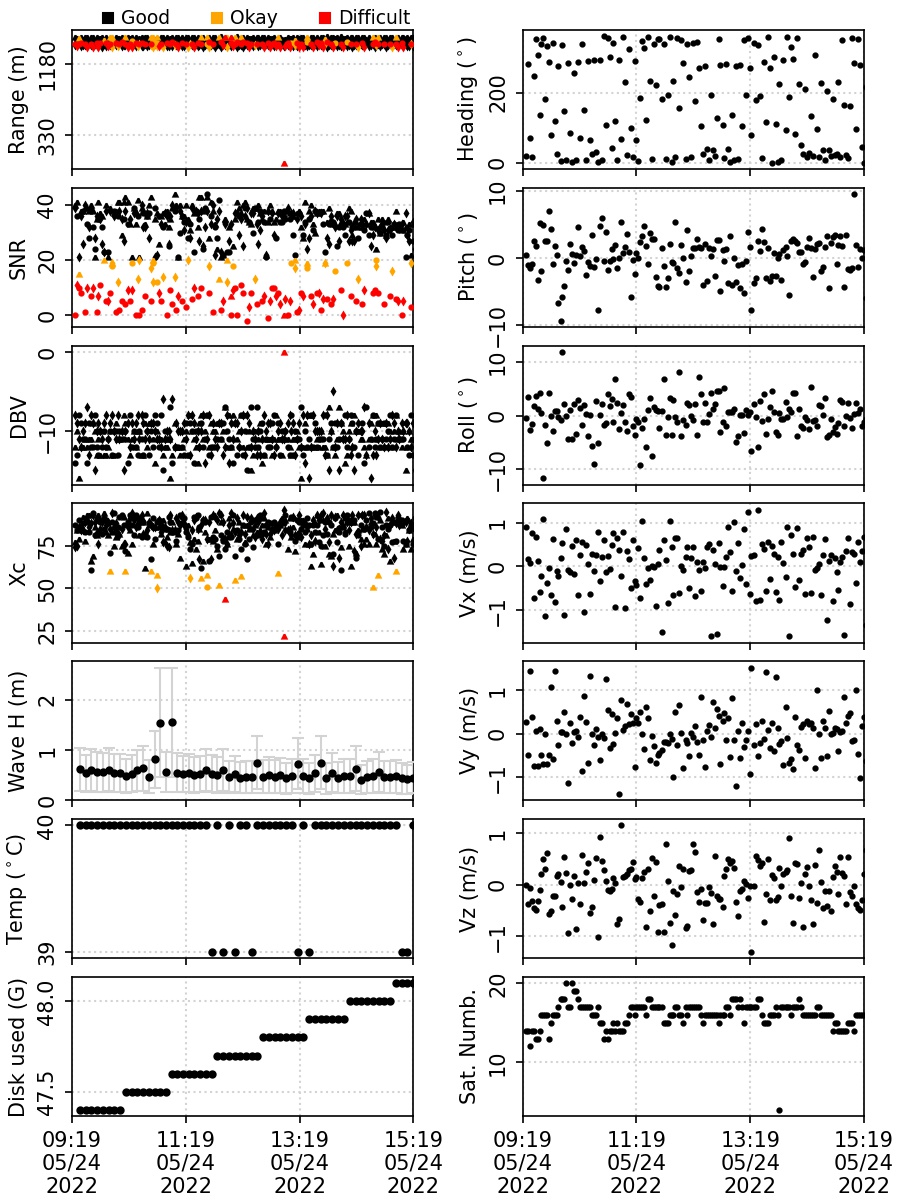 Good Okay Difficult
Range (m)
1180
330
Heading (°)
200
0
SNR
40
20
0
Pitch (°)
10
0
−10
DBV
0
−10
Roll (°)
10
0
−10
Xc
75
50
25
Vx (m/s)
1
0
−1
Wave H (m)
2
1
0
Vy (m/s)
1
0
−1
Temp (°C)
40
39
Vz (m/s)
1
0
−1
Disk used (G)
48.0
47.5
Sat. Numb.
20
10
09:19 11:19 13:19 15:19 09:19 11:19 13:19 15:19
05/24 05/24 05/24 05/24 05/24 05/24 05/24 05/24
2022 2022 2022 2022 2022 2022 2022 2022